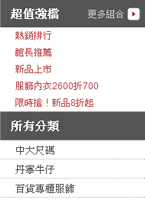 超值強檔
更多組合
熱銷排行
館長推薦
新品上市
服飾內衣2600折700
限時搶！新品8折起
所有分類
中大尺碼
丹寧牛仔
百貨專櫃服飾